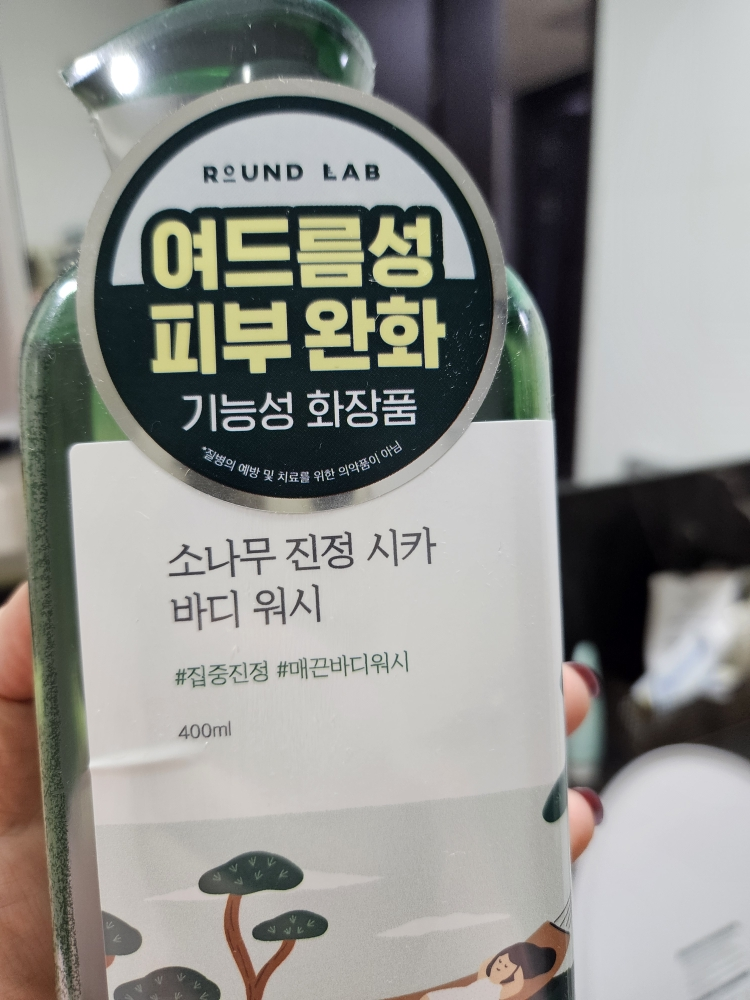 ROUND LAB
여드름성
피부 완화
기능성 화장품
*질병의 예방 및 치료를 위한 의약품이 아님
소나무 진정 시카
바디 워시
#집중진정 #매끈바디워시
400ml